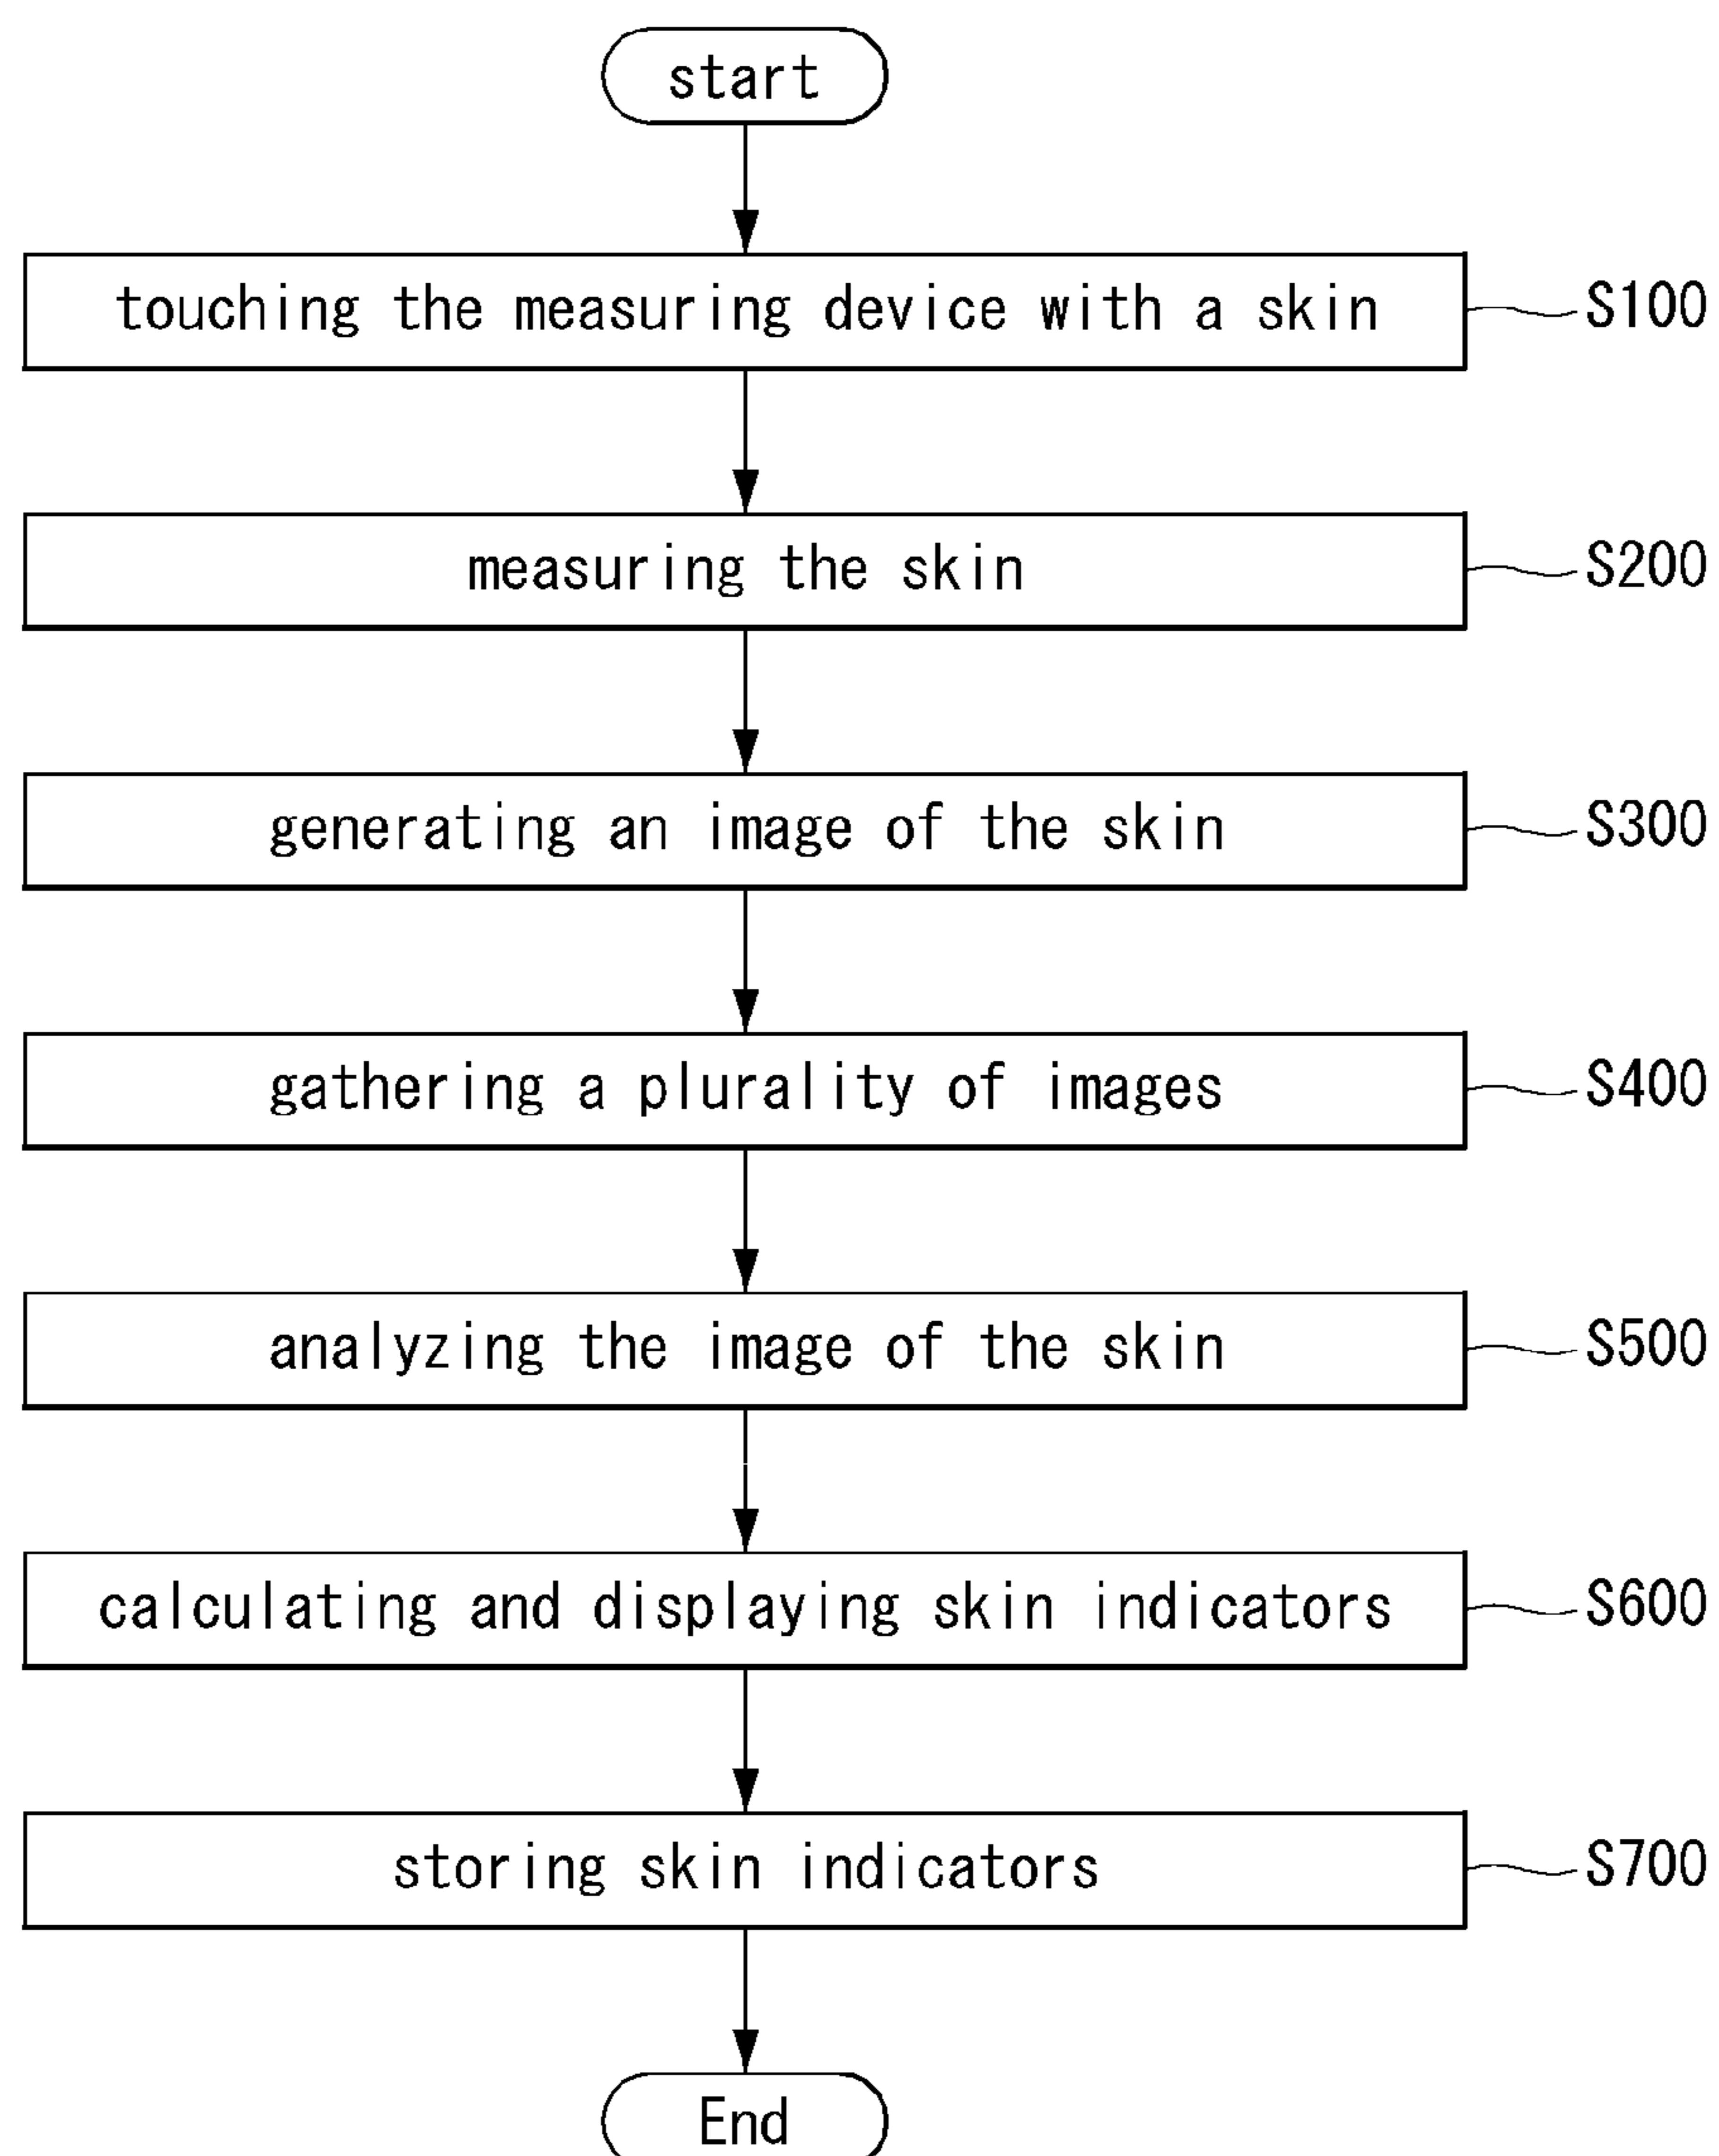 start
touching the measuring device with a skin S100
measuring the skin S200
generating an image of the skin S300
gathering a plurality of images S400
analyzing the image of the skin S500
calculating and displaying skin indicators S600
storing skin indicators S700
End